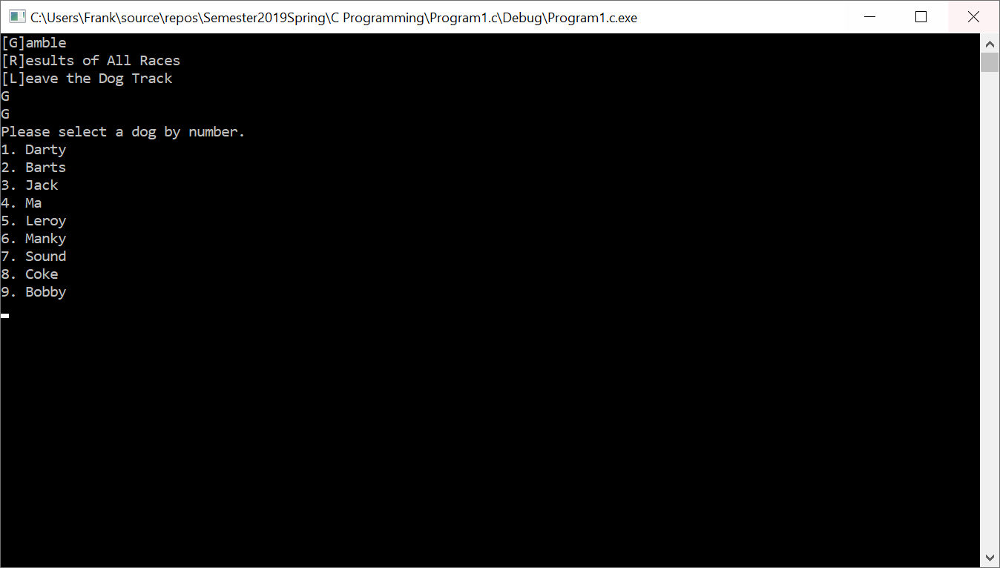 C:\Users\Frank\source\repos\Semester2019Spring\C Programming\Program1.c\Debug\Program1.c.exe
[G]amble
[R]esults of All Races
[L]eave the Dog Track
G
G
Please select a dog by number.
1. Darty
2. Barts
3. Jack
4. Ma
5. Leroy
6. Manky
7. Sound
8. Coke
9. Bobby